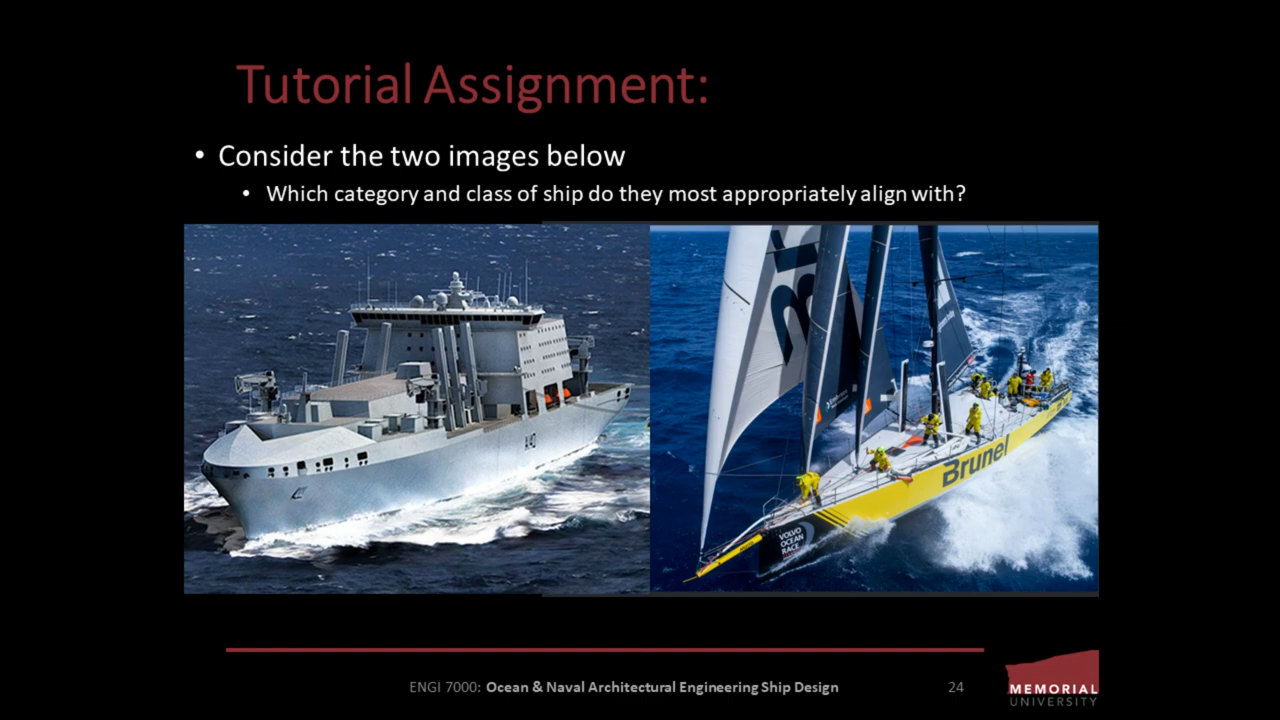 Tutorial Assignment:
• Consider the two images below
• Which category and class of ship do they most appropriately align with?
Brunel
VOLVO
OCEAN
RACE
ENGI 7000: Ocean & Naval Architectural Engineering Ship Design
24
MEMORIAL
UNIVERSITY